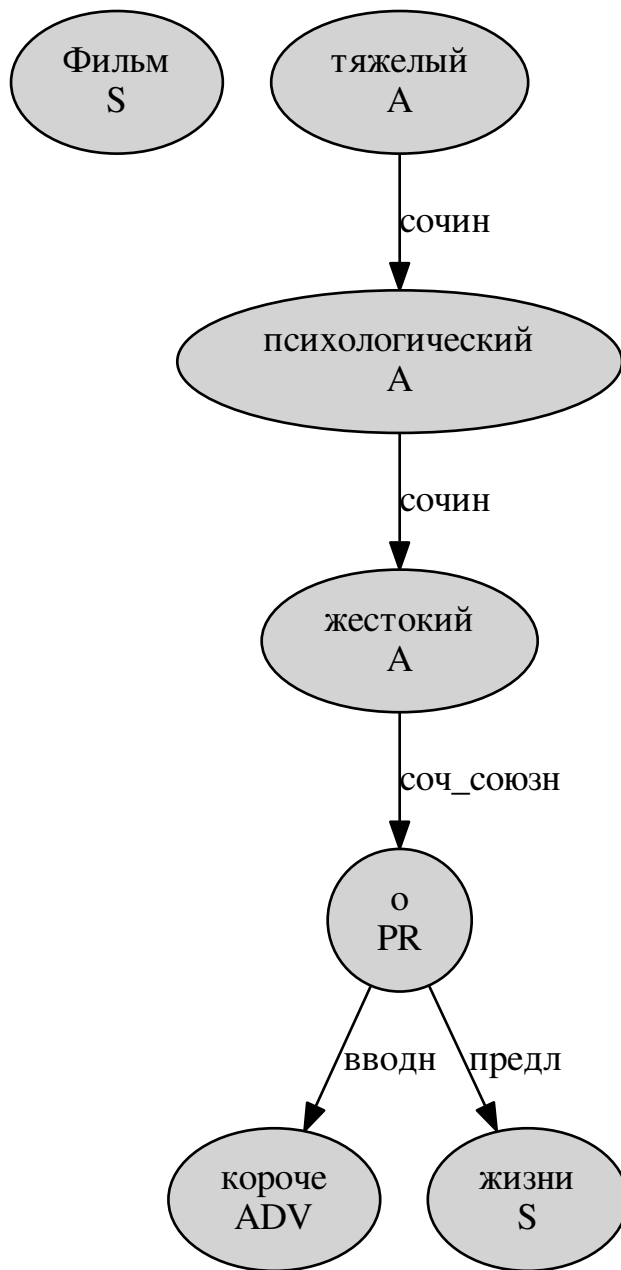 Фильм
S
тяжелый
A
сочин
психологический
A
сочин
жестокий
A
соч_союзн
о
PR
вводн
предл
короче
ADV
жизни
S